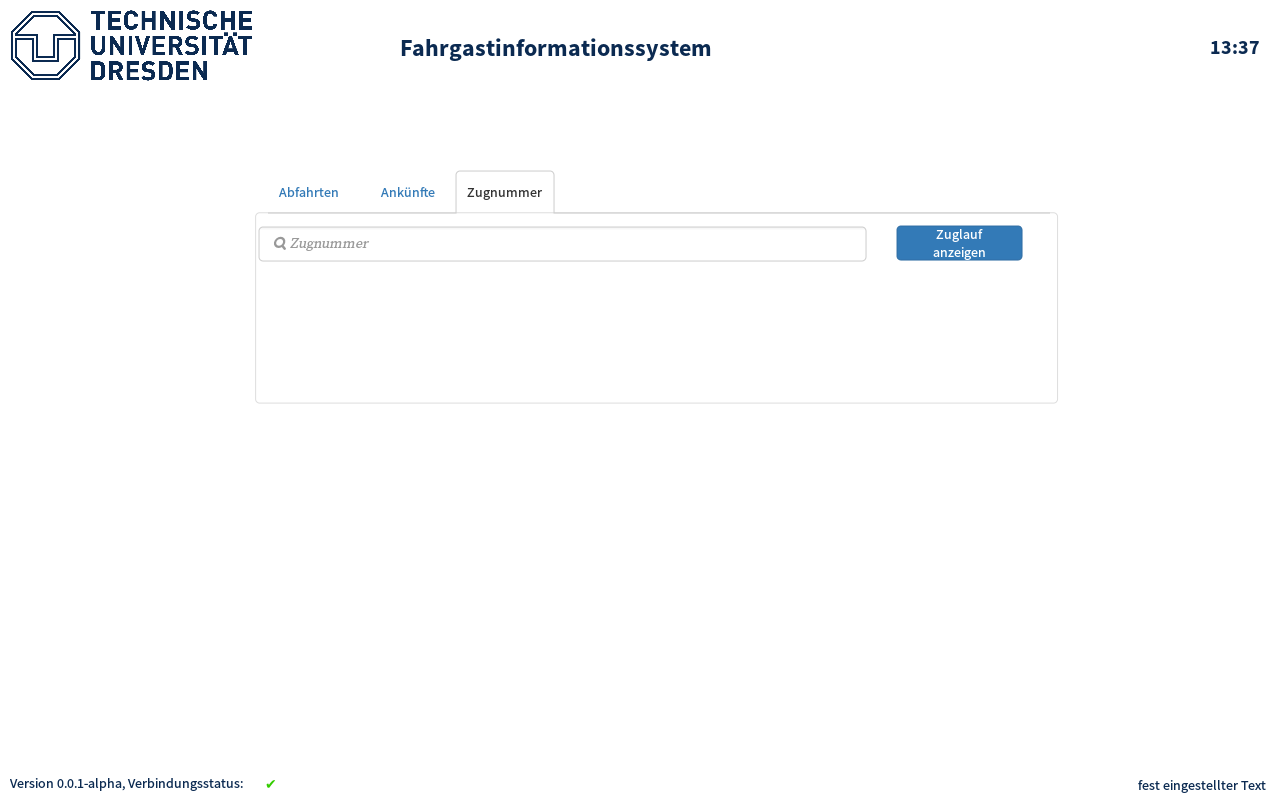 TECHNISCHE
UNIVERSITÄT
DRESDEN
Fahrgastinformationssystem
13:37
Abfahrten
Ankünfte
Zugnummer
Zugnummer
Zuglauf
anzeigen
Version 0.0.1-alpha, Verbindungsstatus: ✔
fest eingestellter Text